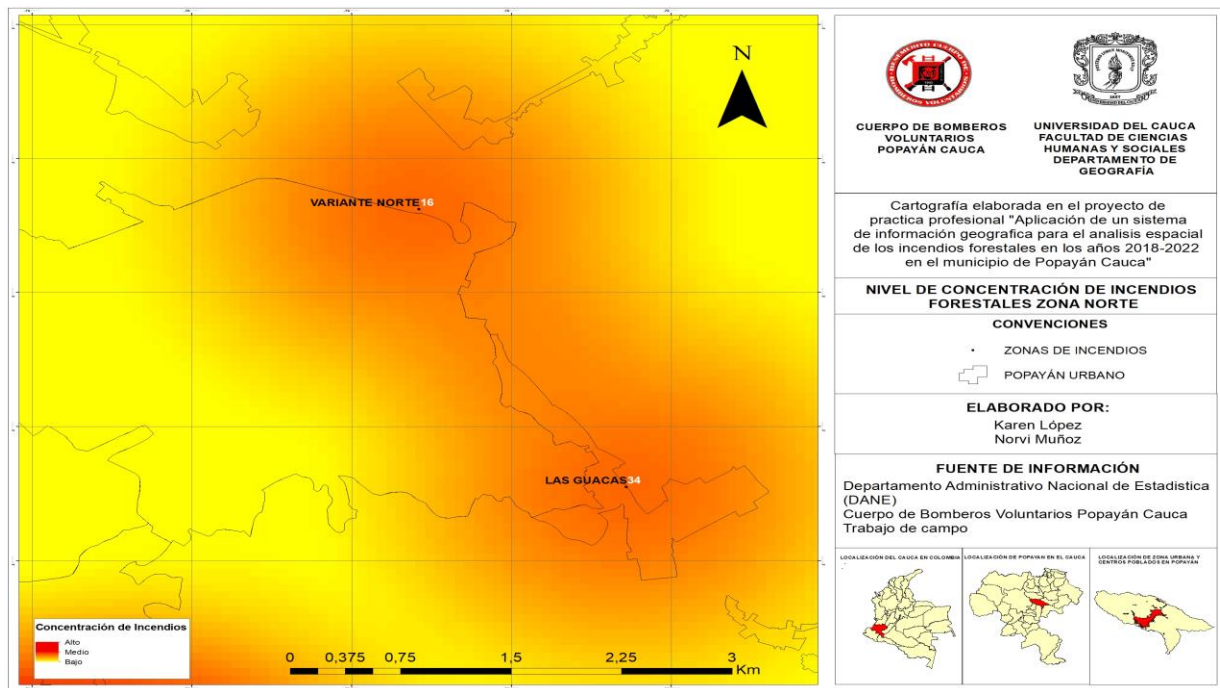 N
VARIANTE NORTE 16
LAS GUACAS 34
Concentración de Incendios
Alto
Medio
Bajo
0 0,375 0,75 1,5 2,25 3
Km
BENEMÉRITO CUERPO DE
BOMBEROS VOLUNTARIOS
CUERPO DE BOMBEROS
VOLUNTARIOS
POPAYÁN CAUCA
UNIVERSIDAD DEL CAUCA
FACULTAD DE CIENCIAS
HUMANAS Y SOCIALES
DEPARTAMENTO DE
GEOGRAFÍA
Cartografía elaborada en el proyecto de
practica profesional "Aplicación de un sistema
de información geografica para el analisis espacial
de los incendios forestales en los años 2018-2022
en el municipio de Popayán Cauca"
NIVEL DE CONCENTRACIÓN DE INCENDIOS
FORESTALES ZONA NORTE
CONVENCIONES
ZONAS DE INCENDIOS
POPAYÁN URBANO
ELABORADO POR:
Karen López
Norvi Muñoz
FUENTE DE INFORMACIÓN
Departamento Administrativo Nacional de Estadistica
(DANE)
Cuerpo de Bomberos Voluntarios Popayán Cauca
Trabajo de campo
LOCALIZACIÓN DEL CAUCA EN COLOMBIA
LOCALIZACIÓN DE POPAYAN EN EL CAUCA
LOCALIZACIÓN DE ZONA URBANA Y
CENTROS POBLADOS EN POPAYÁN